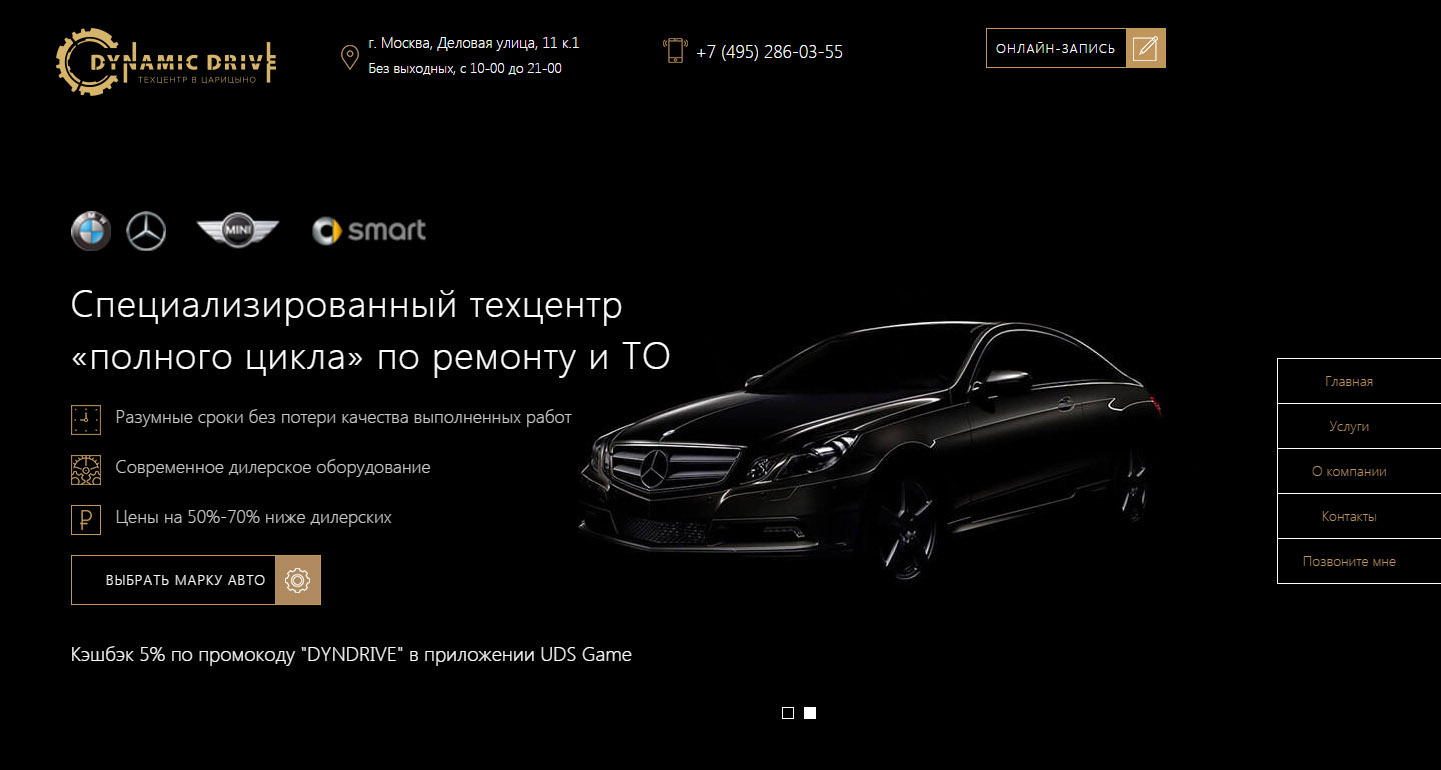 DYNAMIC DRIVE
ТЕХЦЕНТР В ЦАРИЦЫНО
г. Москва, Деловая улица, 11 к.1
Без выходных, с 10-00 до 21-00
+7 (495) 286-03-55
ОНЛАЙН-ЗАПИСЬ
BMW
MINI
smart
Специализированный техцентр
«полного цикла» по ремонту и ТО
Разумные сроки без потери качества выполненных работ
Современное дилерское оборудование
Цены на 50%-70% ниже дилерских
ВЫБРАТЬ МАРКУ АВТО
Кэшбэк 5% по промокоду "DYNDRIVE" в приложении UDS Game
Главная
Услуги
О компании
Контакты
Позвоните мне